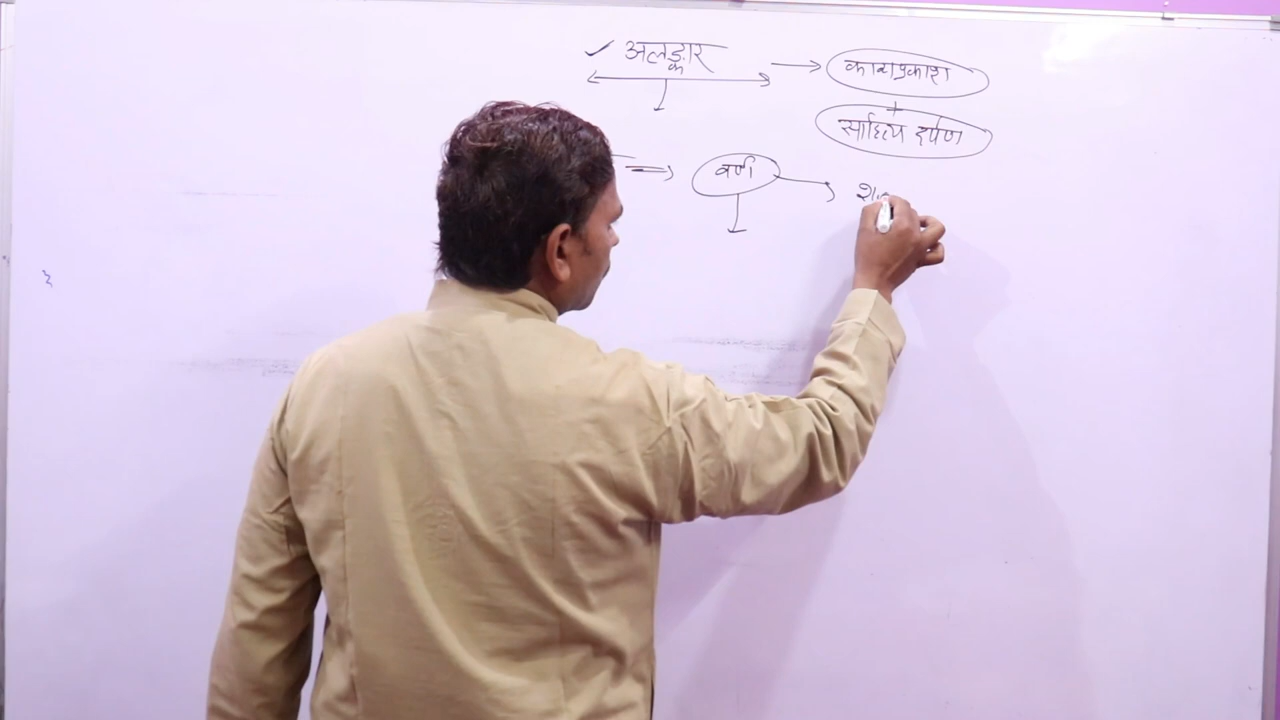 अलङ्कार → काव्यप्रकाश
+
साहित्य दर्पण
⇒ वर्ण →